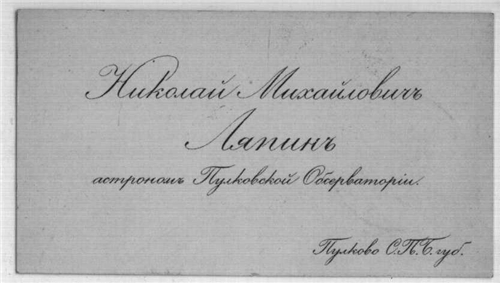 Николай Михайловичъ
Ляпинъ
астрономъ Пулковской Обсерваторіи.
Пулково С.П.Б. губ.